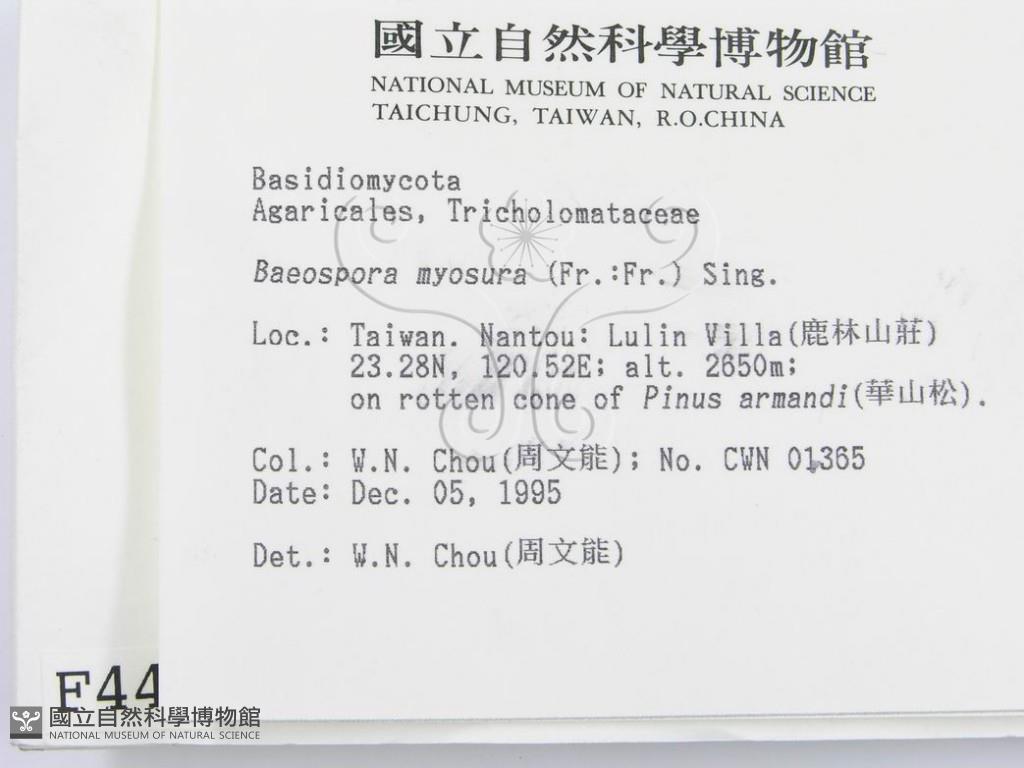 國立自然科學博物館
NATIONAL MUSEUM OF NATURAL SCIENCE
TAICHUNG, TAIWAN, R.O.CHINA
Basidiomycota
Agaricales, Tricholomataceae
Baeospora myosura (Fr.:Fr.) Sing.
Loc.: Taiwan. Nantou: Lulin Villa(鹿林山莊)
23.28N, 120.52E; alt. 2650m;
on rotten cone of Pinus armandi(華山松).
Col.: W.N. Chou(周文能); No. CWN 01365
Date: Dec. 05, 1995
Det.: W.N. Chou(周文能)
F44
國立自然科學博物館
NATIONAL MUSEUM OF NATURAL SCIENCE